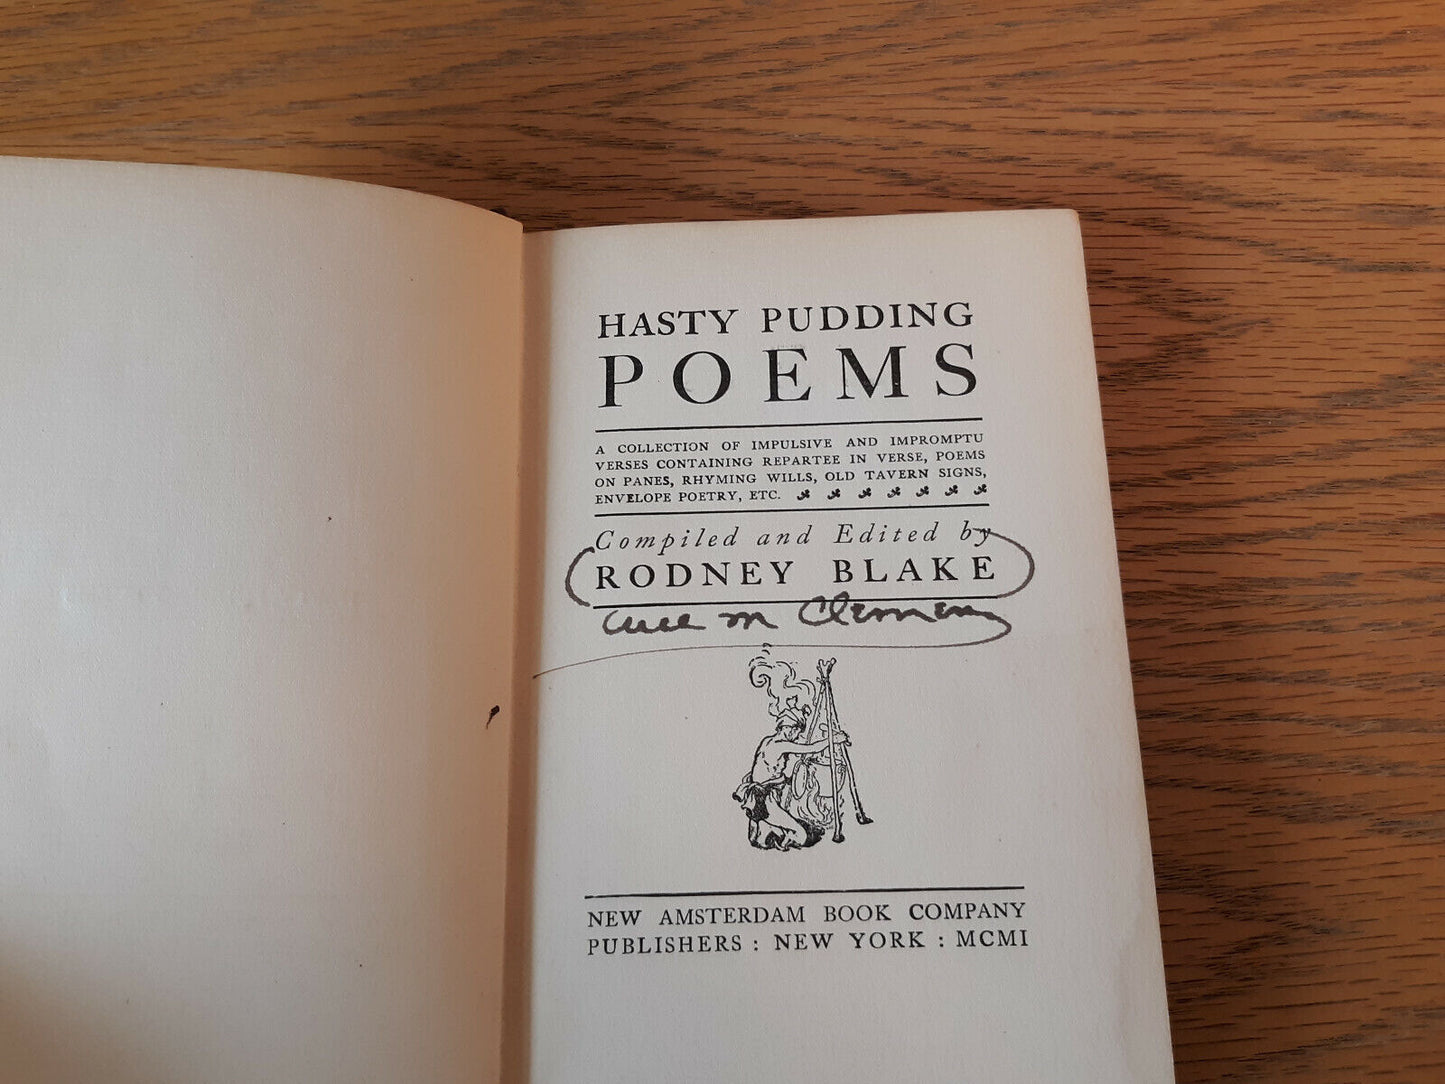 HASTY PUDDING
POEMS
A COLLECTION OF IMPULSIVE AND IMPROMPTU
VERSES CONTAINING REPARTEE IN VERSE, POEMS
ON PANES, RHYMING WILLS, OLD TAVERN SIGNS,
ENVELOPE POETRY, ETC.
Compiled and Edited by
RODNEY BLAKE
m
NEW AMSTERDAM BOOK COMPANY
PUBLISHERS : NEW YORK : MCMI